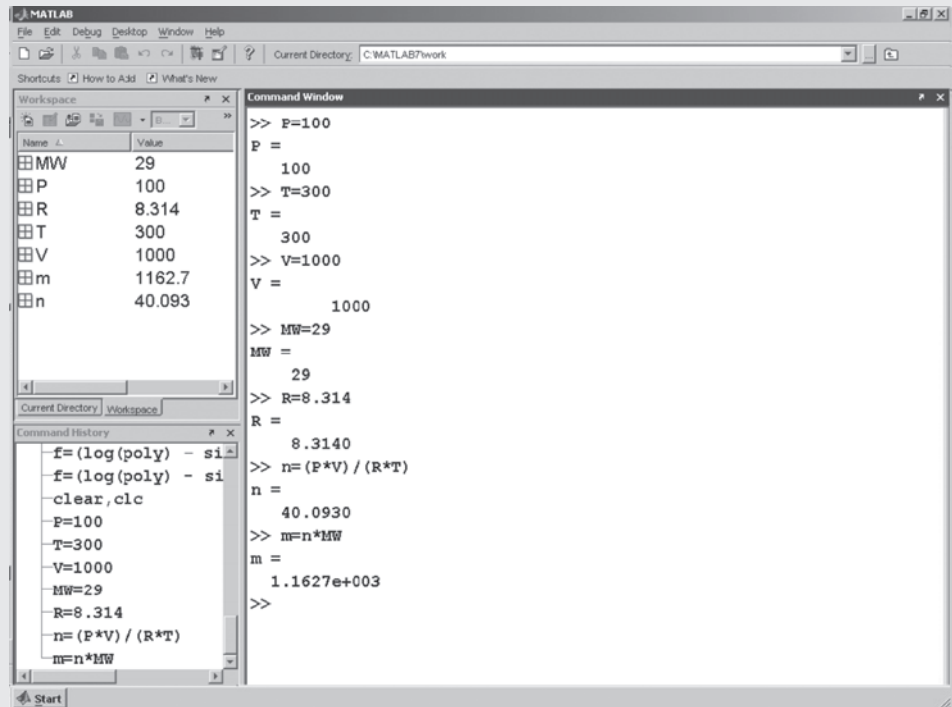 MATLAB
File Edit Debug Desktop Window Help
? Current Directory: C:\MATLAB7\work ...
Shortcuts How to Add What's New
Workspace
B...
Name Value
MW 29
P 100
R 8.314
T 300
V 1000
m 1162.7
n 40.093
Current Directory Workspace
Command History
f=(log(poly) - si
f=(log(poly) - si
clear,clc
P=100
T=300
V=1000
MW=29
R=8.314
n=(P*V)/(R*T)
m=n*MW
Command Window
>> P=100
P =
100
>> T=300
T =
300
>> V=1000
V =
1000
>> MW=29
MW =
29
>> R=8.314
R =
8.3140
>> n=(P*V)/(R*T)
n =
40.0930
>> m=n*MW
m =
1.1627e+003
>>
Start